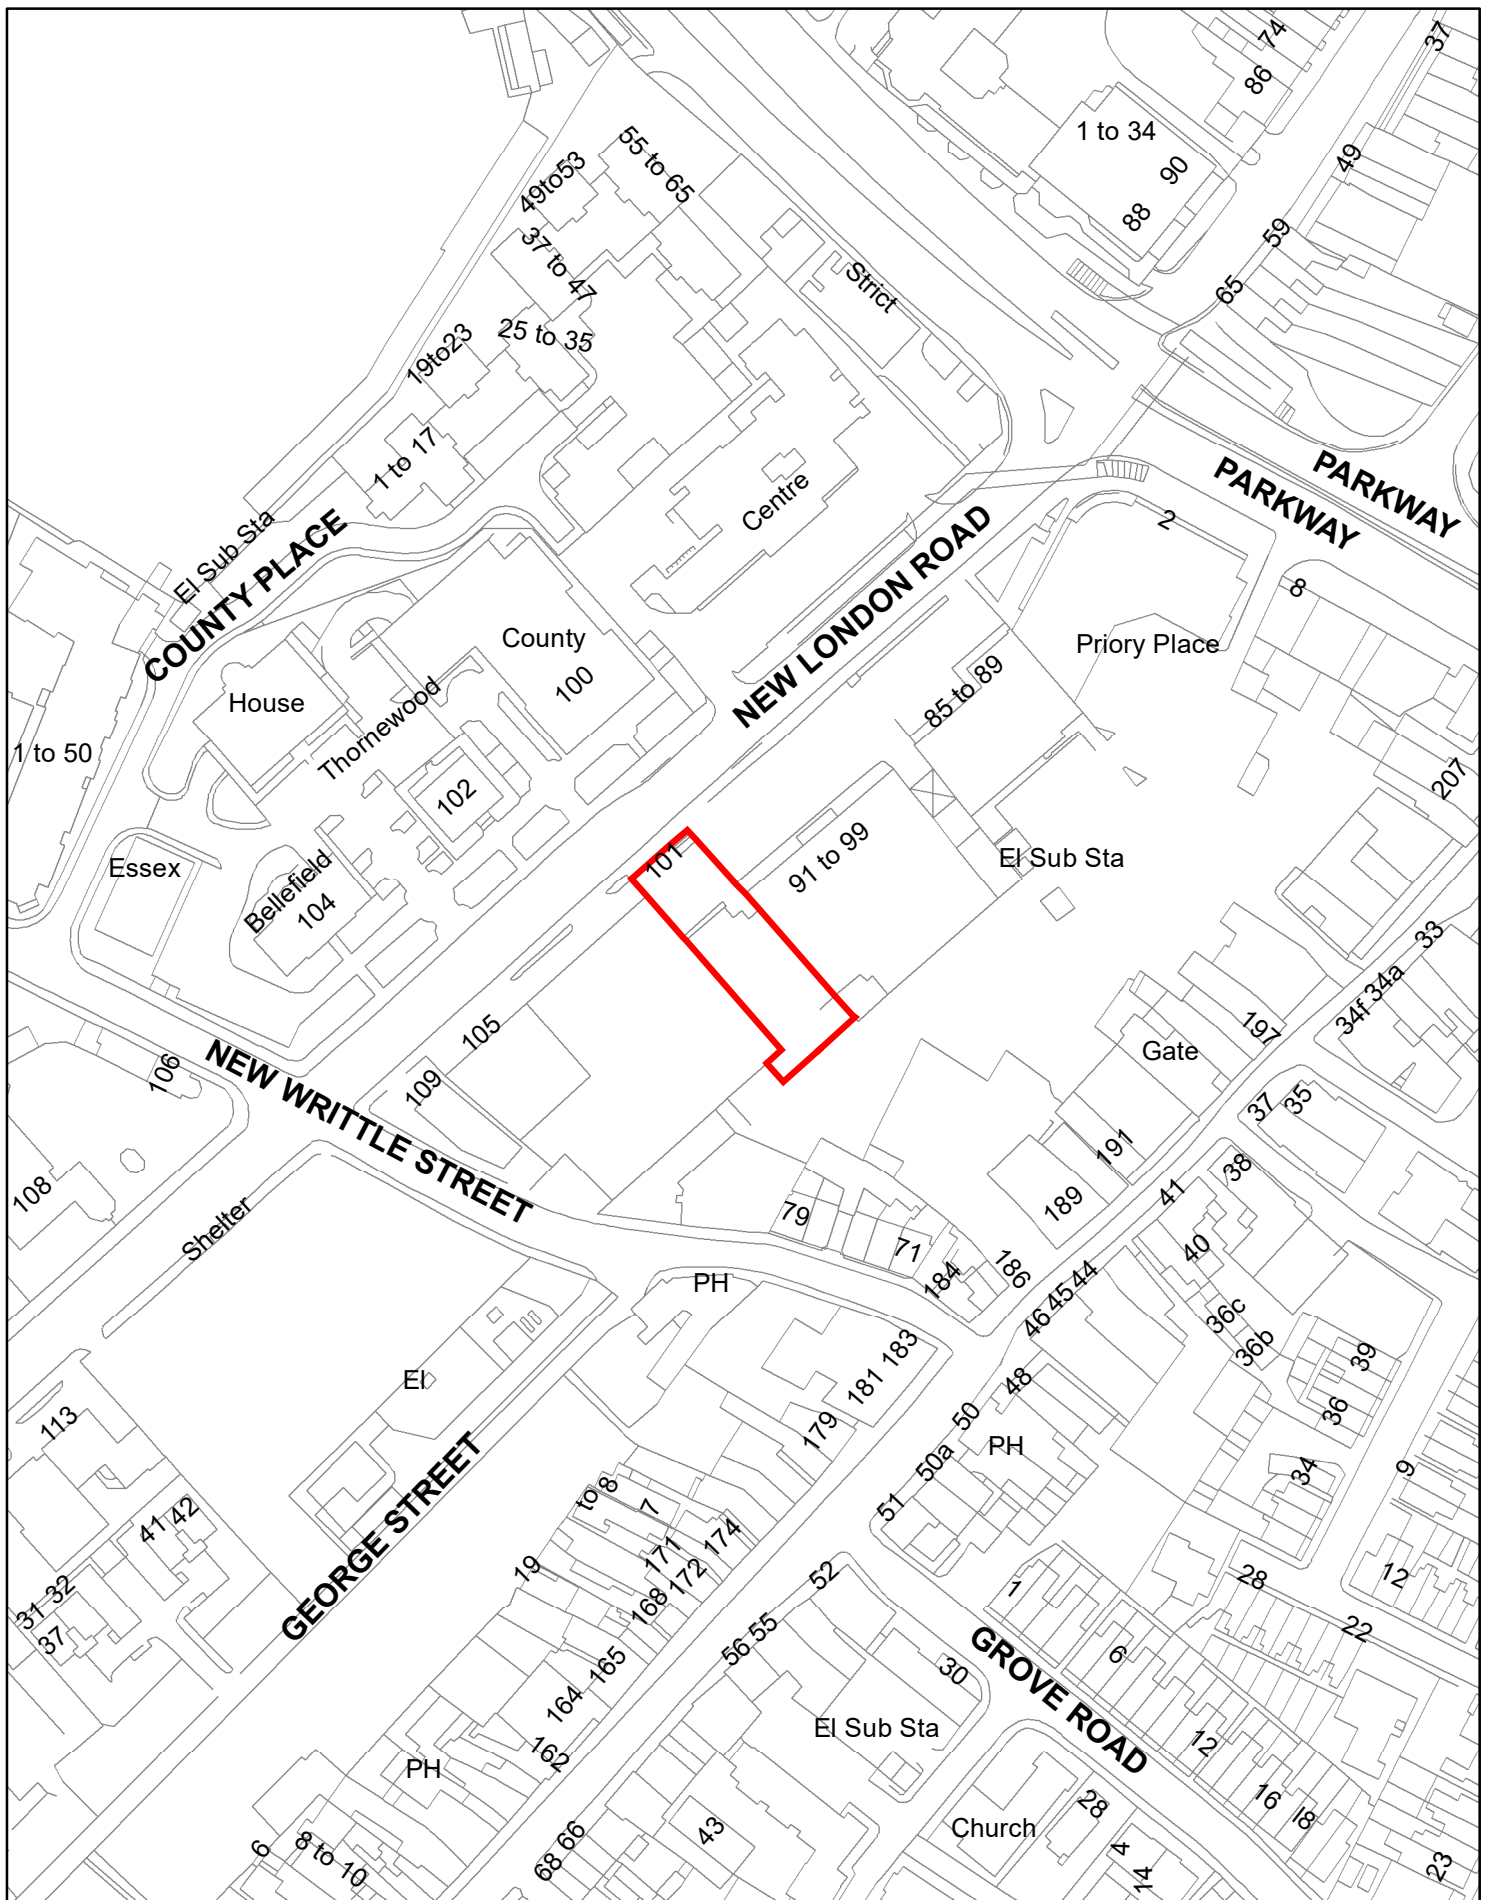 74
37
86
1 to 34
55 to 65
49
49to53
90
88
59
37 to 47
Strict
65
25 to 35
19to23
1 to 17
PARKWAY
PARKWAY
Centre
2
El Sub Sta
COUNTY PLACE
NEW LONDON ROAD
8
County
Priory Place
100
85 to 89
House
Thornewood
1 to 50
207
102
101
91 to 99
El Sub Sta
Essex
Bellefield
104
33
34f 34a
105
197
Gate
NEW WRITTLE STREET
106
109
37
35
191
38
108
189
41
79
Shelter
71
40
186
184
PH
44
45
46
36c
183
36b
39
El
181
48
36
50
113
179
PH
50a
34
9
GEORGE STREET
to 8
7
51
41
42
174
171
172
19
52
1
28
12
32
31
168
37
22
56 55
165
6
GROVE ROAD
30
164
El Sub Sta
162
12
PH
16
18
28
Church
43
66
68
6
8 to 10
4
14
23